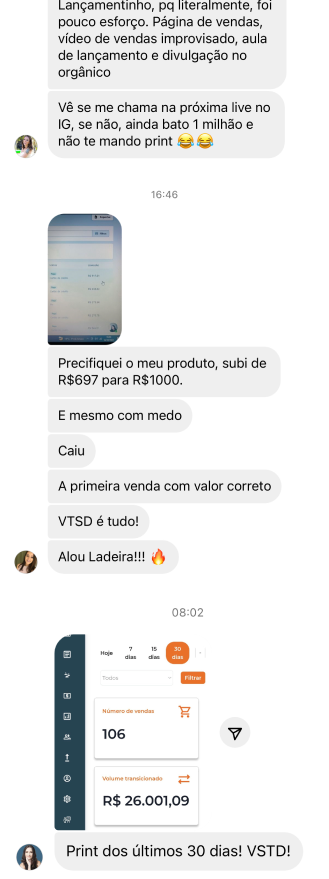 Lançamentinho, pq literalmente, foi
pouco esforço. Página de vendas,
vídeo de vendas improvisado, aula
de lançamento e divulgação no
orgânico
Vê se me chama na próxima live no
IG, se não, ainda bato 1 milhão e
não te mando print 😂😂
16:46
Precifiquei o meu produto, subi de
R$697 para R$1000.
E mesmo com medo
Caiu
A primeira venda com valor correto
VTSD é tudo!
Alou Ladeira!!! 🔥
08:02
Hoje
7
dias
15
dias
30
dias
Todos
Filtrar
Número de vendas
106
Volume transicionado
R$ 26.001,09
Print dos últimos 30 dias! VSTD!